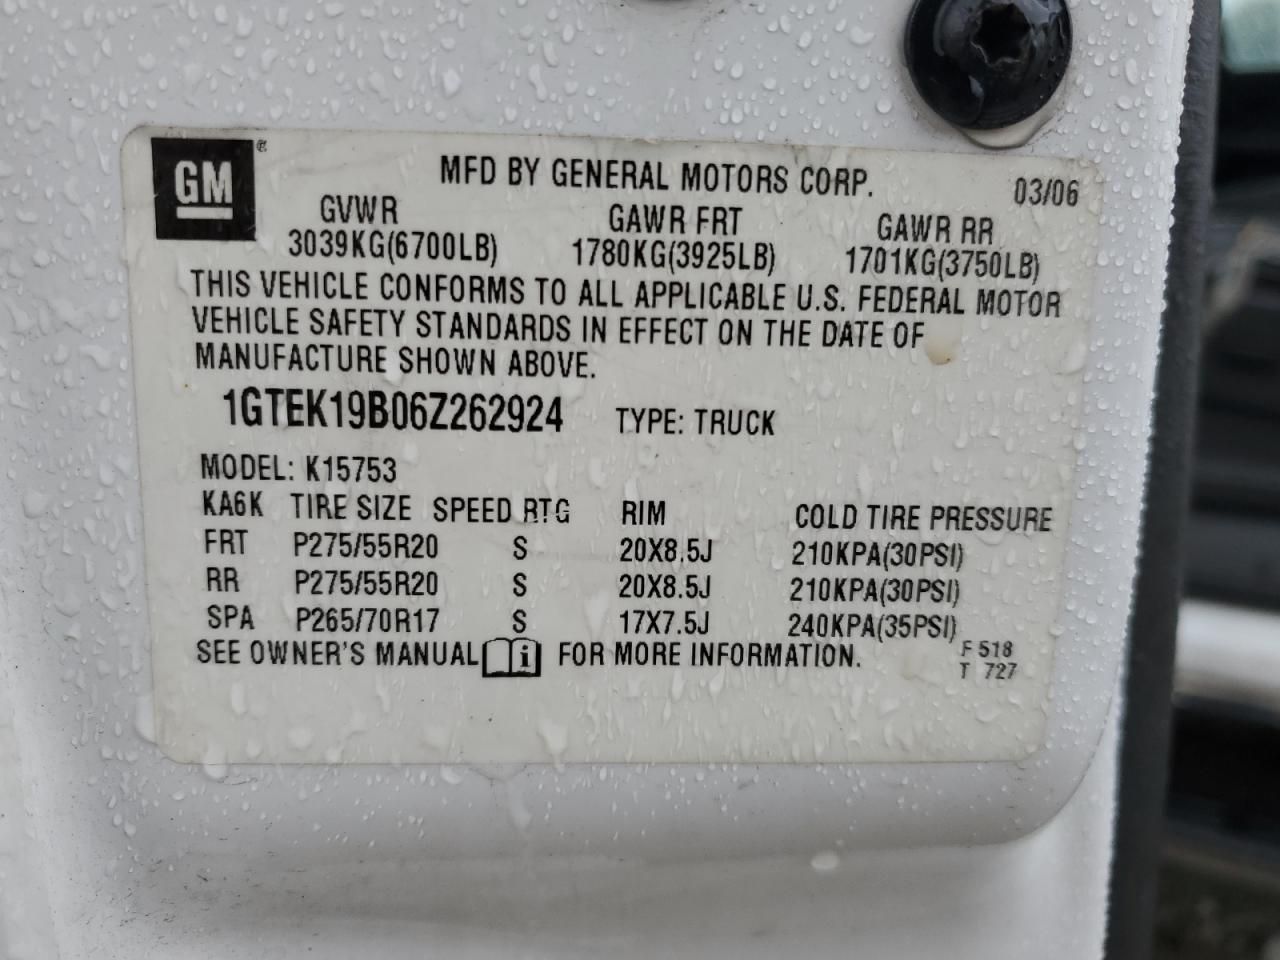 GM ® MFD BY GENERAL MOTORS CORP. 03/06
GVWR GAWR FRT GAWR RR
3039KG(6700LB) 1780KG(3925LB) 1701KG(3750LB)
THIS VEHICLE CONFORMS TO ALL APPLICABLE U.S. FEDERAL MOTOR
VEHICLE SAFETY STANDARDS IN EFFECT ON THE DATE OF
MANUFACTURE SHOWN ABOVE.
1GTEK19B06Z262924 TYPE: TRUCK
MODEL: K15753
KA6K TIRE SIZE SPEED RTG RIM COLD TIRE PRESSURE
FRT P275/55R20 S 20X8.5J 210KPA(30PSI)
RR P275/55R20 S 20X8.5J 210KPA(30PSI)
SPA P265/70R17 S 17X7.5J 240KPA(35PSI)
SEE OWNER'S MANUAL i FOR MORE INFORMATION. F 518
T 727